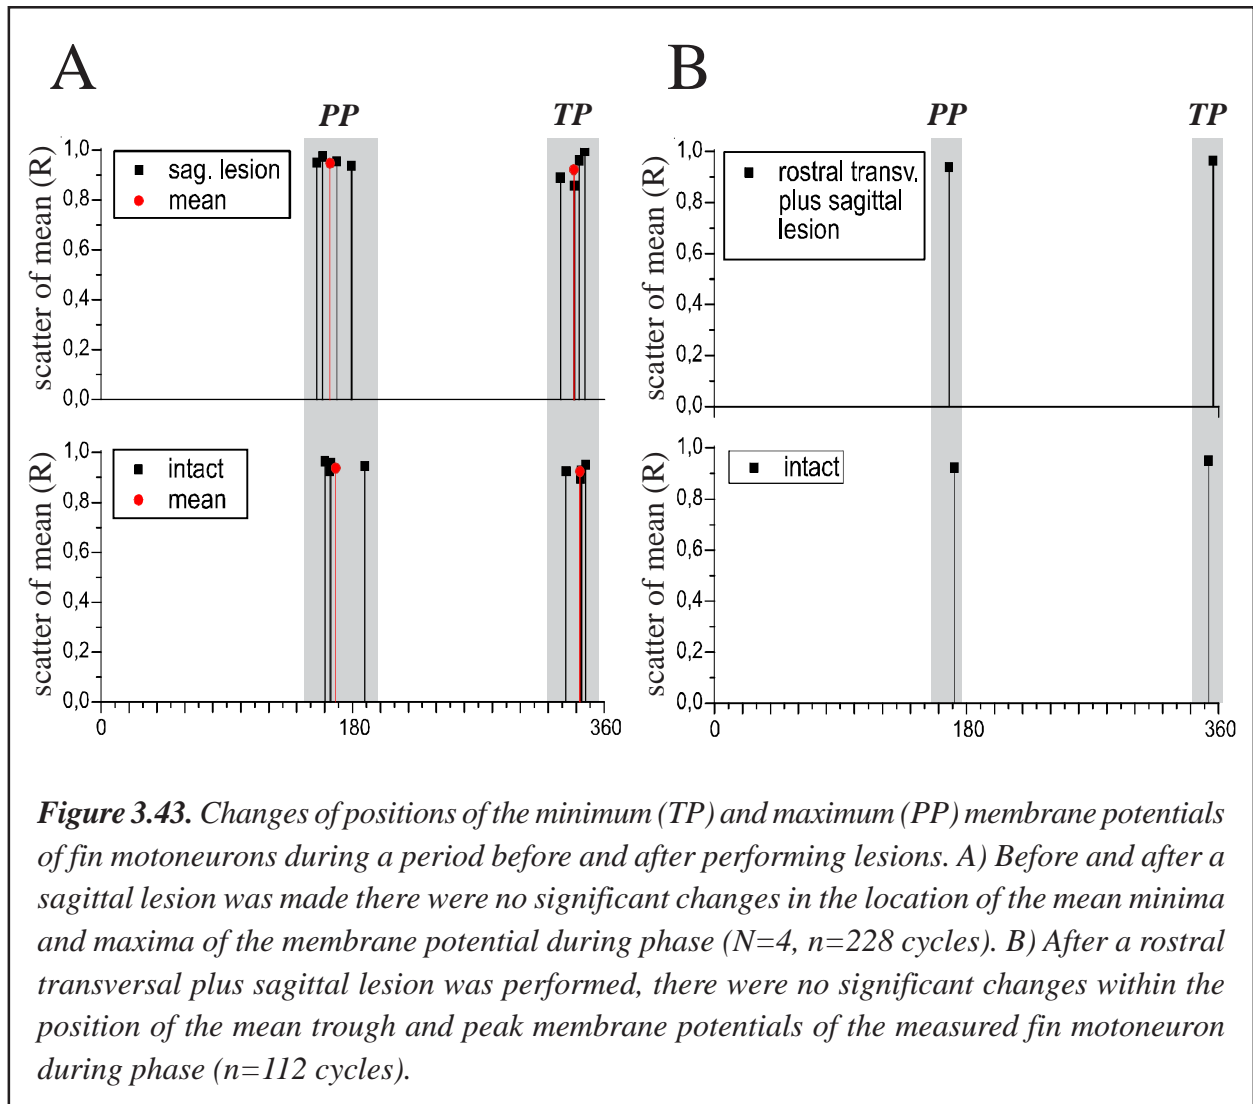 A
B
PP
TP
PP
TP
scatter of mean (R)
1,0
0,8
0,6
0,4
0,2
0,0
sag. lesion
mean
scatter of mean (R)
1,0
0,8
0,6
0,4
0,2
0,0
rostral transv.
plus sagittal
lesion
scatter of mean (R)
1,0
0,8
0,6
0,4
0,2
0,0
intact
mean
0
180
360
scatter of mean (R)
1,0
0,8
0,6
0,4
0,2
0,0
intact
0
180
360
Figure 3.43. Changes of positions of the minimum (TP) and maximum (PP) membrane potentials
of fin motoneurons during a period before and after performing lesions. A) Before and after a
sagittal lesion was made there were no significant changes in the location of the mean minima
and maxima of the membrane potential during phase (N=4, n=228 cycles). B) After a rostral
transversal plus sagittal lesion was performed, there were no significant changes within the
position of the mean trough and peak membrane potentials of the measured fin motoneuron
during phase (n=112 cycles).